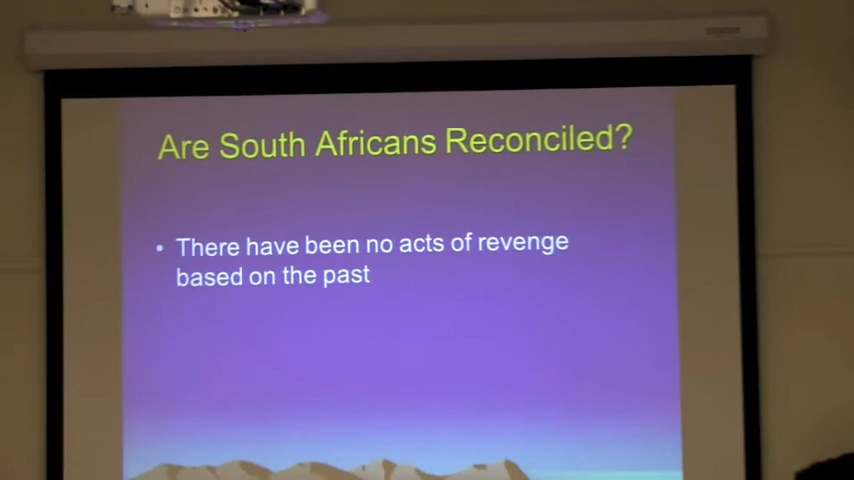 Are South Africans Reconciled?
• There have been no acts of revenge
based on the past